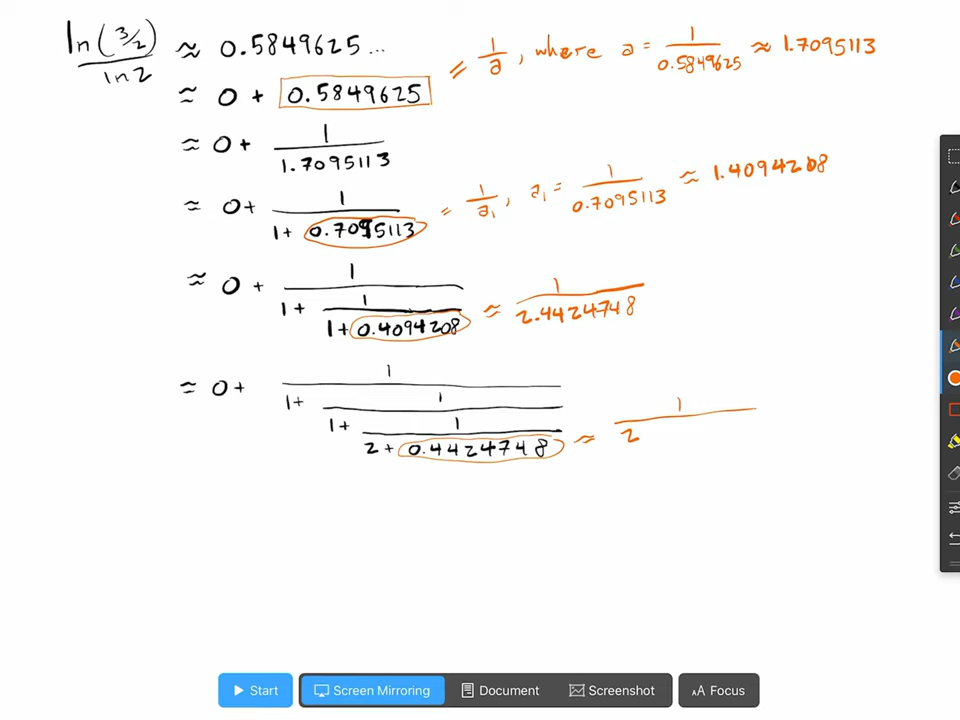 ln(3/2)/ln2 ≈ 0.5849625... = 1/a, where a = 1/0.5849625 ≈ 1.7095113
≈ 0 + 0.5849625
≈ 0 + 1/1.7095113
≈ 0 + 1/(1 + 0.7095113) = 1/a₁, a₁ = 1/0.7095113 ≈ 1.4094208
≈ 0 + 1/(1 + 1/(1 + 0.4094208)) ≈ 1/2.4424748
≈ 0 + 1/(1 + 1/(1 + 1/(2 + 0.4424748))) ≈ 1/2
Start Screen Mirroring Document Screenshot AA Focus